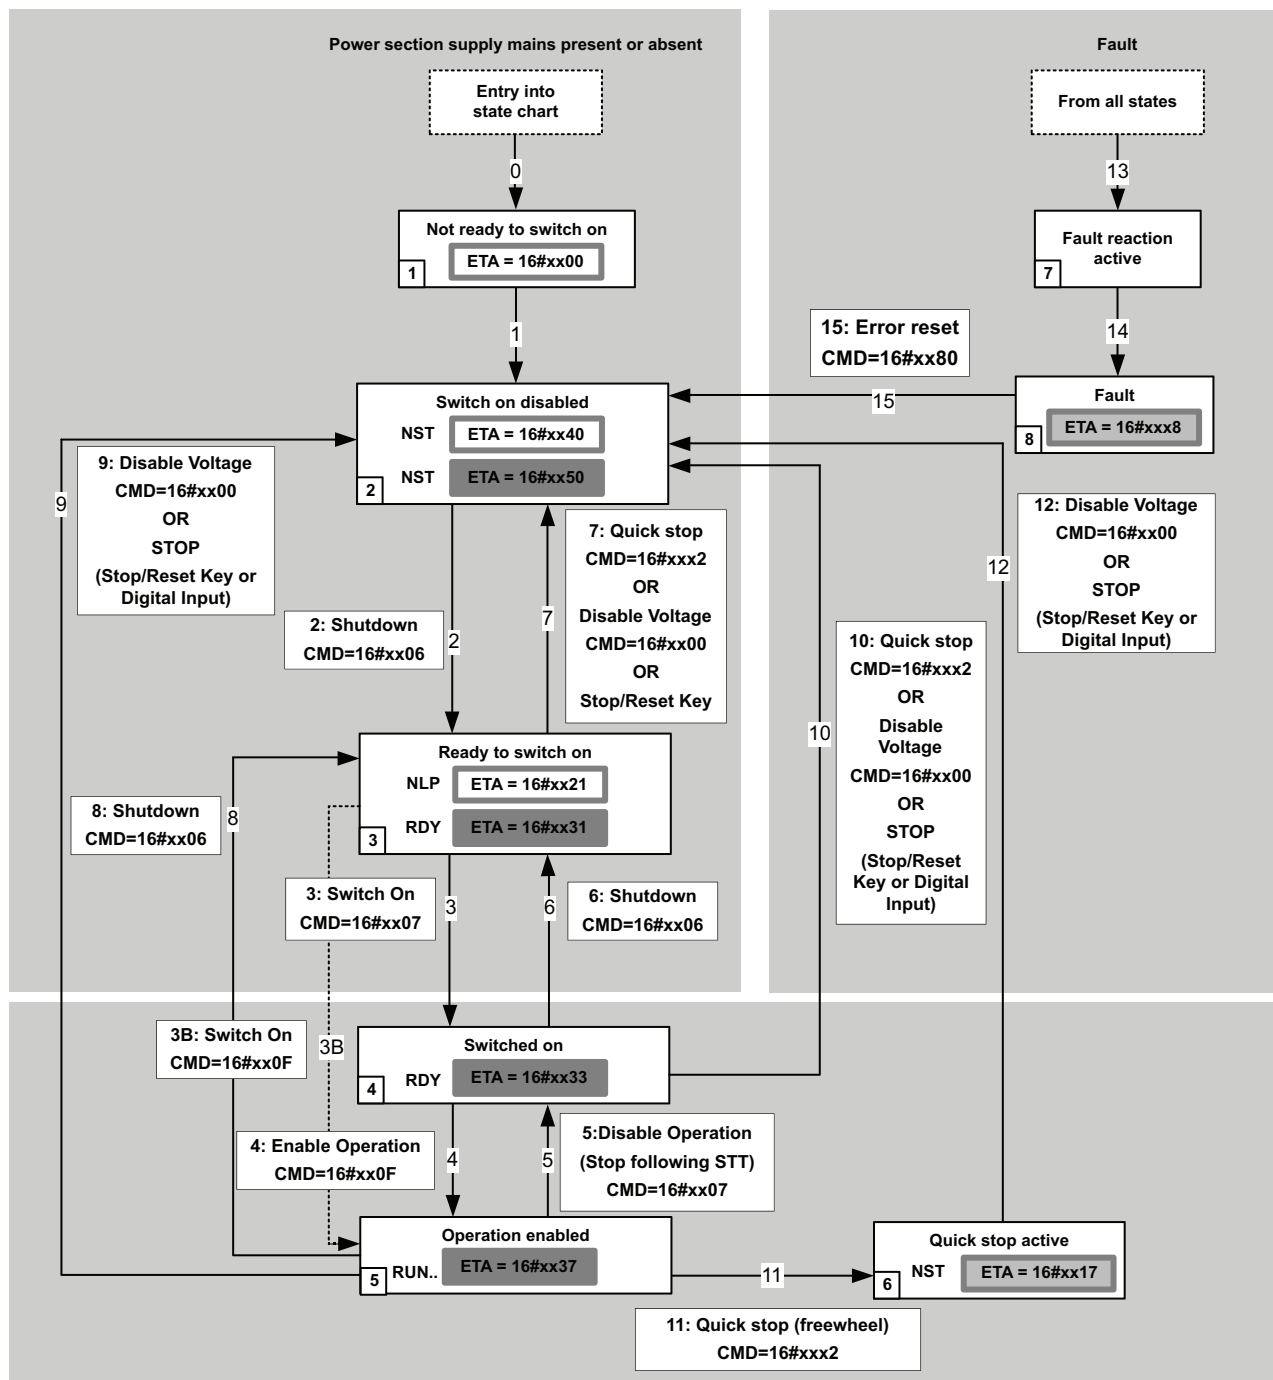 Power section supply mains present or absent
Fault
Entry into
state chart
From all states
0
13
Not ready to switch on
ETA = 16#xx00
1
Fault reaction
active
7
1
14
15: Error reset
CMD=16#xx80
15
Fault
ETA = 16#xxx8
8
Switch on disabled
NST
ETA = 16#xx40
NST
ETA = 16#xx50
2
9: Disable Voltage
CMD=16#xx00
OR
STOP
(Stop/Reset Key or
Digital Input)
9
7: Quick stop
CMD=16#xxx2
OR
Disable Voltage
CMD=16#xx00
OR
Stop/Reset Key
7
12: Disable Voltage
CMD=16#xx00
OR
STOP
(Stop/Reset Key or
Digital Input)
12
2: Shutdown
CMD=16#xx06
2
10: Quick stop
CMD=16#xxx2
OR
Disable
Voltage
CMD=16#xx00
OR
STOP
(Stop/Reset
Key or Digital
Input)
10
Ready to switch on
NLP
ETA = 16#xx21
RDY
ETA = 16#xx31
3
8: Shutdown
CMD=16#xx06
8
3: Switch On
CMD=16#xx07
3
6
6: Shutdown
CMD=16#xx06
3B: Switch On
CMD=16#xx0F
3B
Switched on
RDY
ETA = 16#xx33
4
4: Enable Operation
CMD=16#xx0F
4
5
5:Disable Operation
(Stop following STT)
CMD=16#xx07
Operation enabled
RUN..
ETA = 16#xx37
5
11
Quick stop active
NST
ETA = 16#xx17
6
11: Quick stop (freewheel)
CMD=16#xxx2